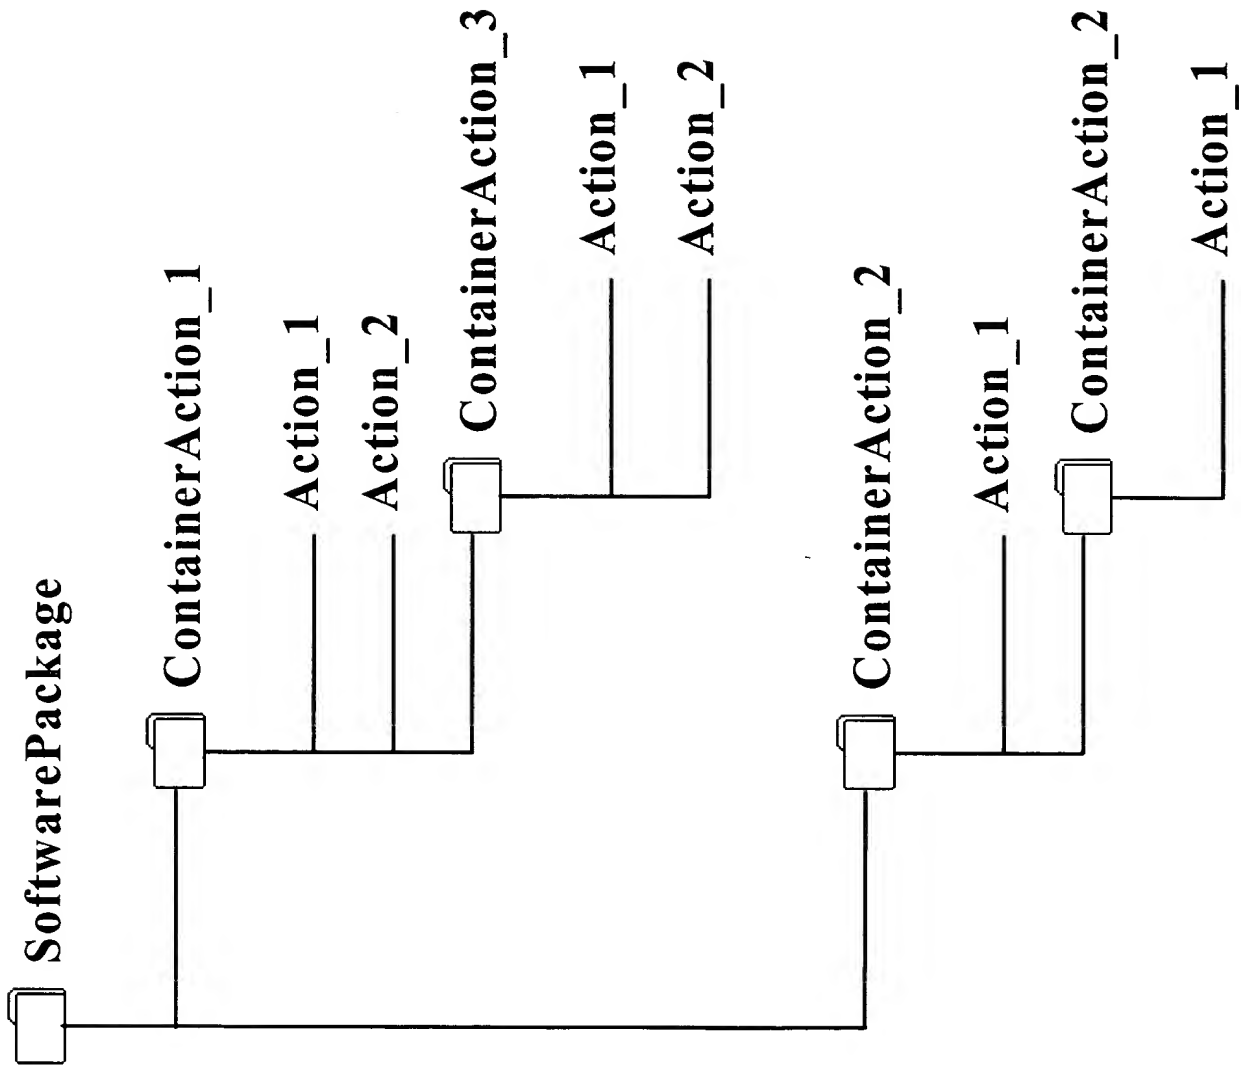 SoftwarePackage
ContainerAction_1
Action_1
Action_2
ContainerAction_3
Action_1
Action_2
ContainerAction_2
Action_1
ContainerAction_2
Action_1